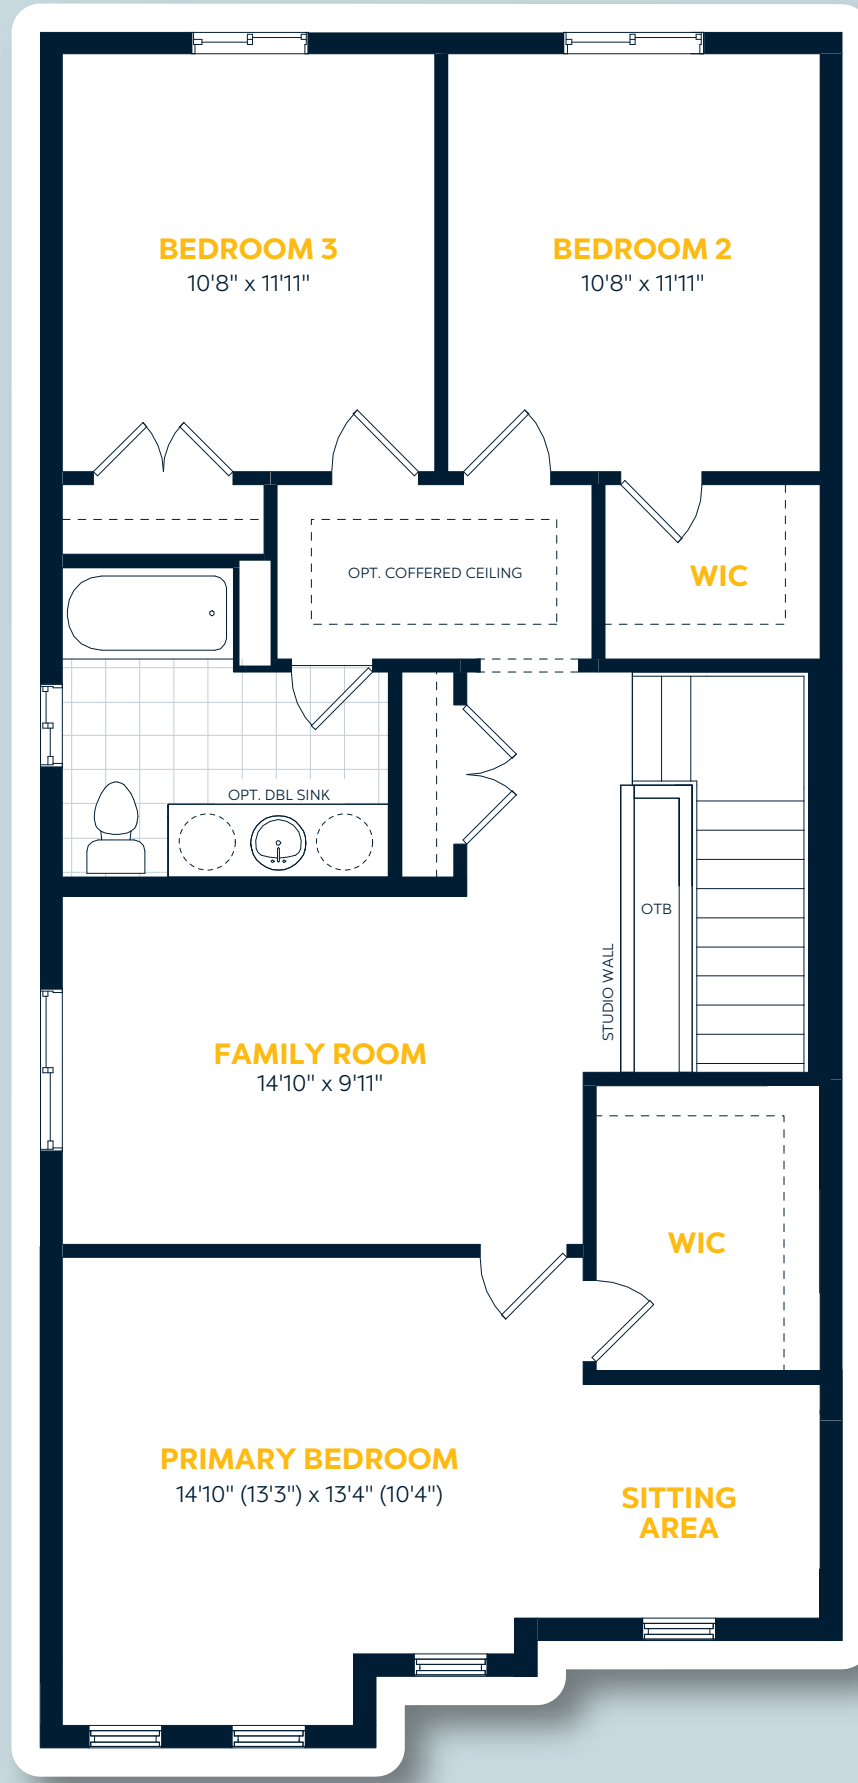 BEDROOM 3
10'8" x 11'11"
BEDROOM 2
10'8" x 11'11"
OPT. COFFERED CEILING
WIC
OPT. DBL SINK
OTB
STUDIO WALL
FAMILY ROOM
14'10" x 9'11"
WIC
PRIMARY BEDROOM
14'10" (13'3") x 13'4" (10'4")
SITTING
AREA